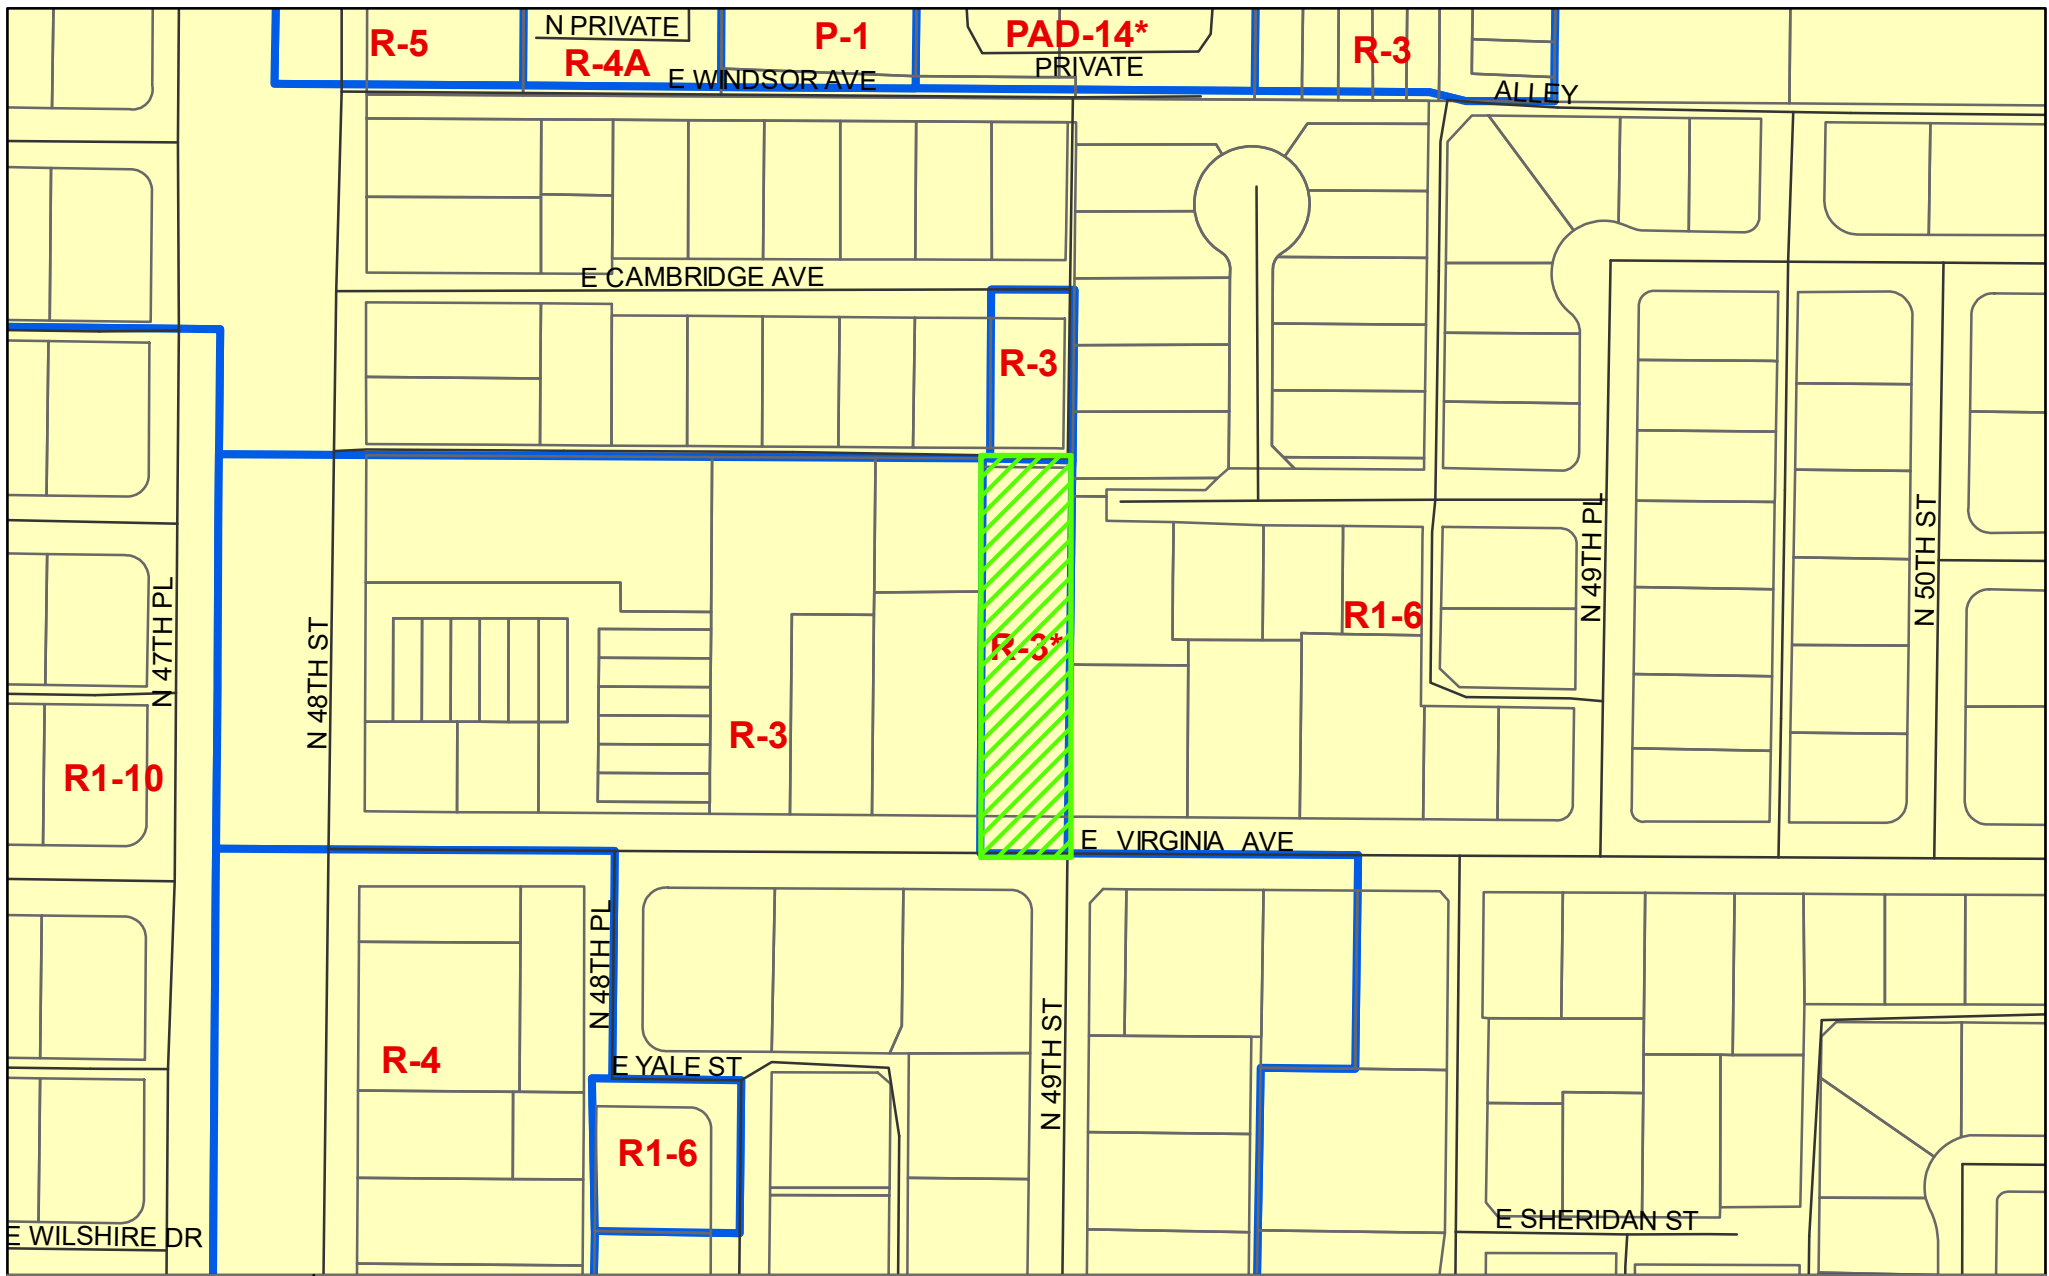 N PRIVATE
R-5
P-1
PAD-14*
R-3
R-4A
PRIVATE
E WINDSOR AVE
ALLEY
E CAMBRIDGE AVE
R-3
N 49TH PL
N 50TH ST
N 47TH PL
N 48TH ST
R1-6
R-3*
R-3
R1-10
E VIRGINIA AVE
N 48TH PL
N 49TH ST
R-4
E YALE ST
R1-6
E SHERIDAN ST
E WILSHIRE DR